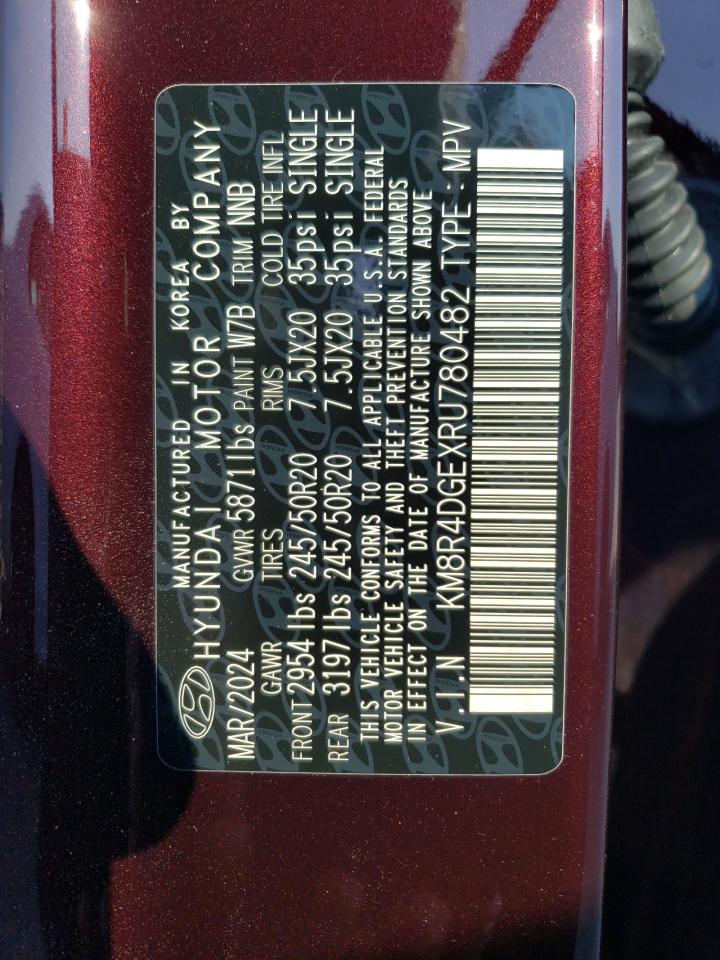 MANUFACTURED IN KOREA BY
HYUNDAI MOTOR COMPANY
MAR/2024 GVWR 5871lbs PAINT W7B TRIM NNB
GAWR TIRES RIMS COLD TIRE INFL
FRONT 2954 lbs 245/50R20 7.5JX20 35psi SINGLE
REAR 3197 lbs 245/50R20 7.5JX20 35psi SINGLE
THIS VEHICLE CONFORMS TO ALL APPLICABLE U.S.A. FEDERAL
MOTOR VEHICLE SAFETY AND THEFT PREVENTION STANDARDS
IN EFFECT ON THE DATE OF MANUFACTURE SHOWN ABOVE
V.I.N KM8R4DGEXRU780482 TYPE : MPV